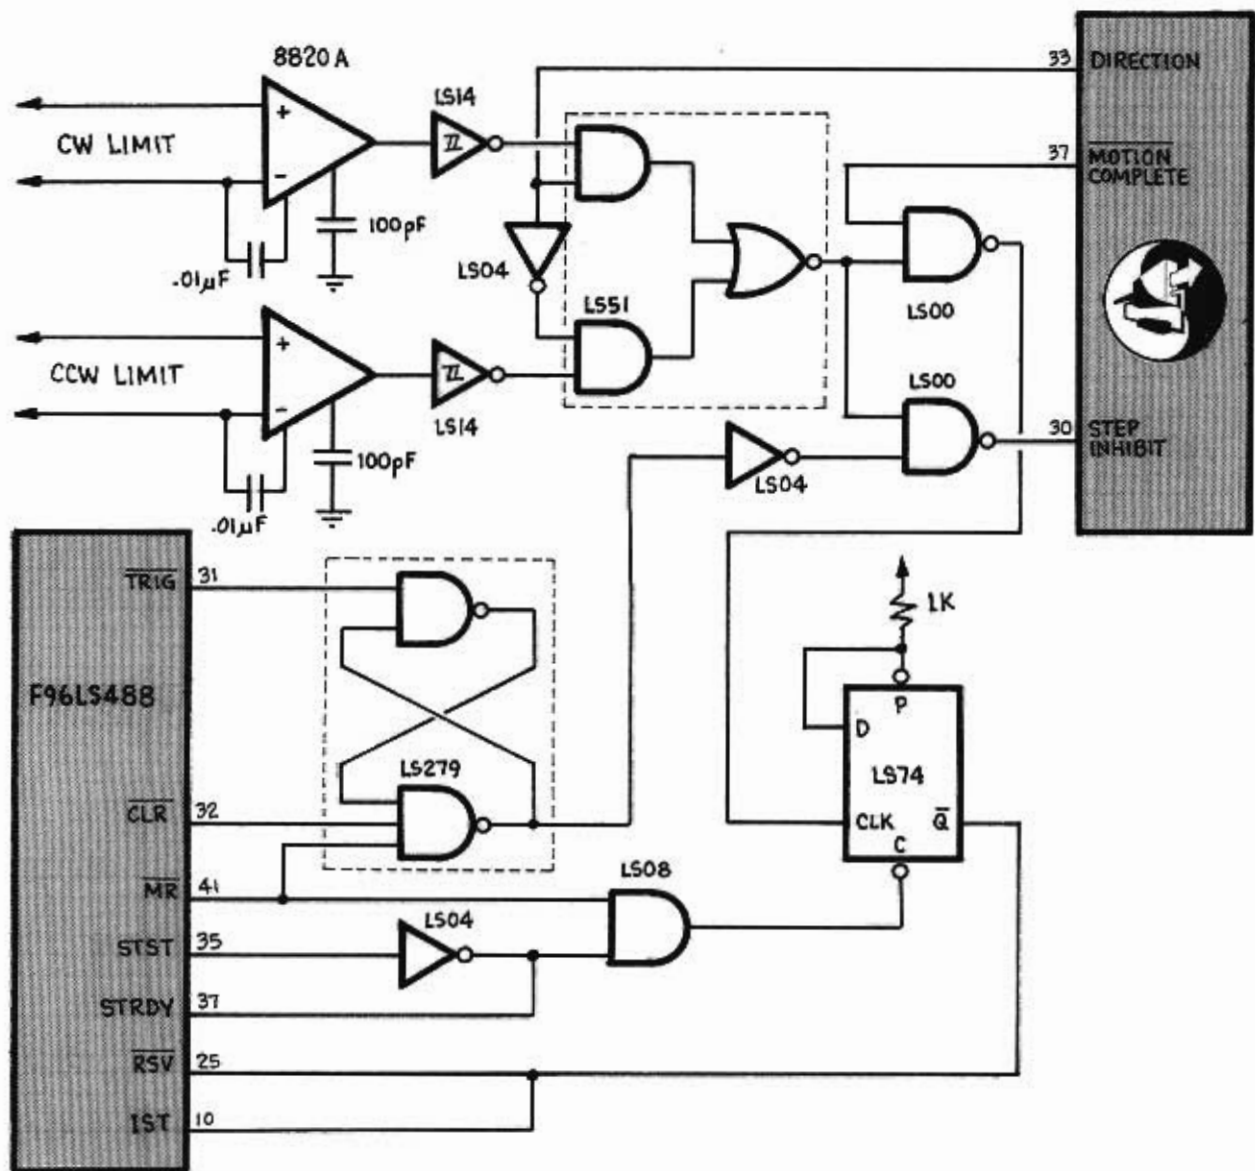 8820A
LS14
33
DIRECTION
CW LIMIT
+
-
37
MOTION
COMPLETE
100pF
.01µF
LS04
LS51
LS00
CCW LIMIT
+
-
LS14
LS00
30
STEP
INHIBIT
100pF
.01µF
LS04
TRIG
31
1K
F96LS488
P
D
LS74
LS279
CLR
32
CLK
Q
C
MR
41
LS08
LS04
STST
35
STRDY
37
RSV
25
IST
10